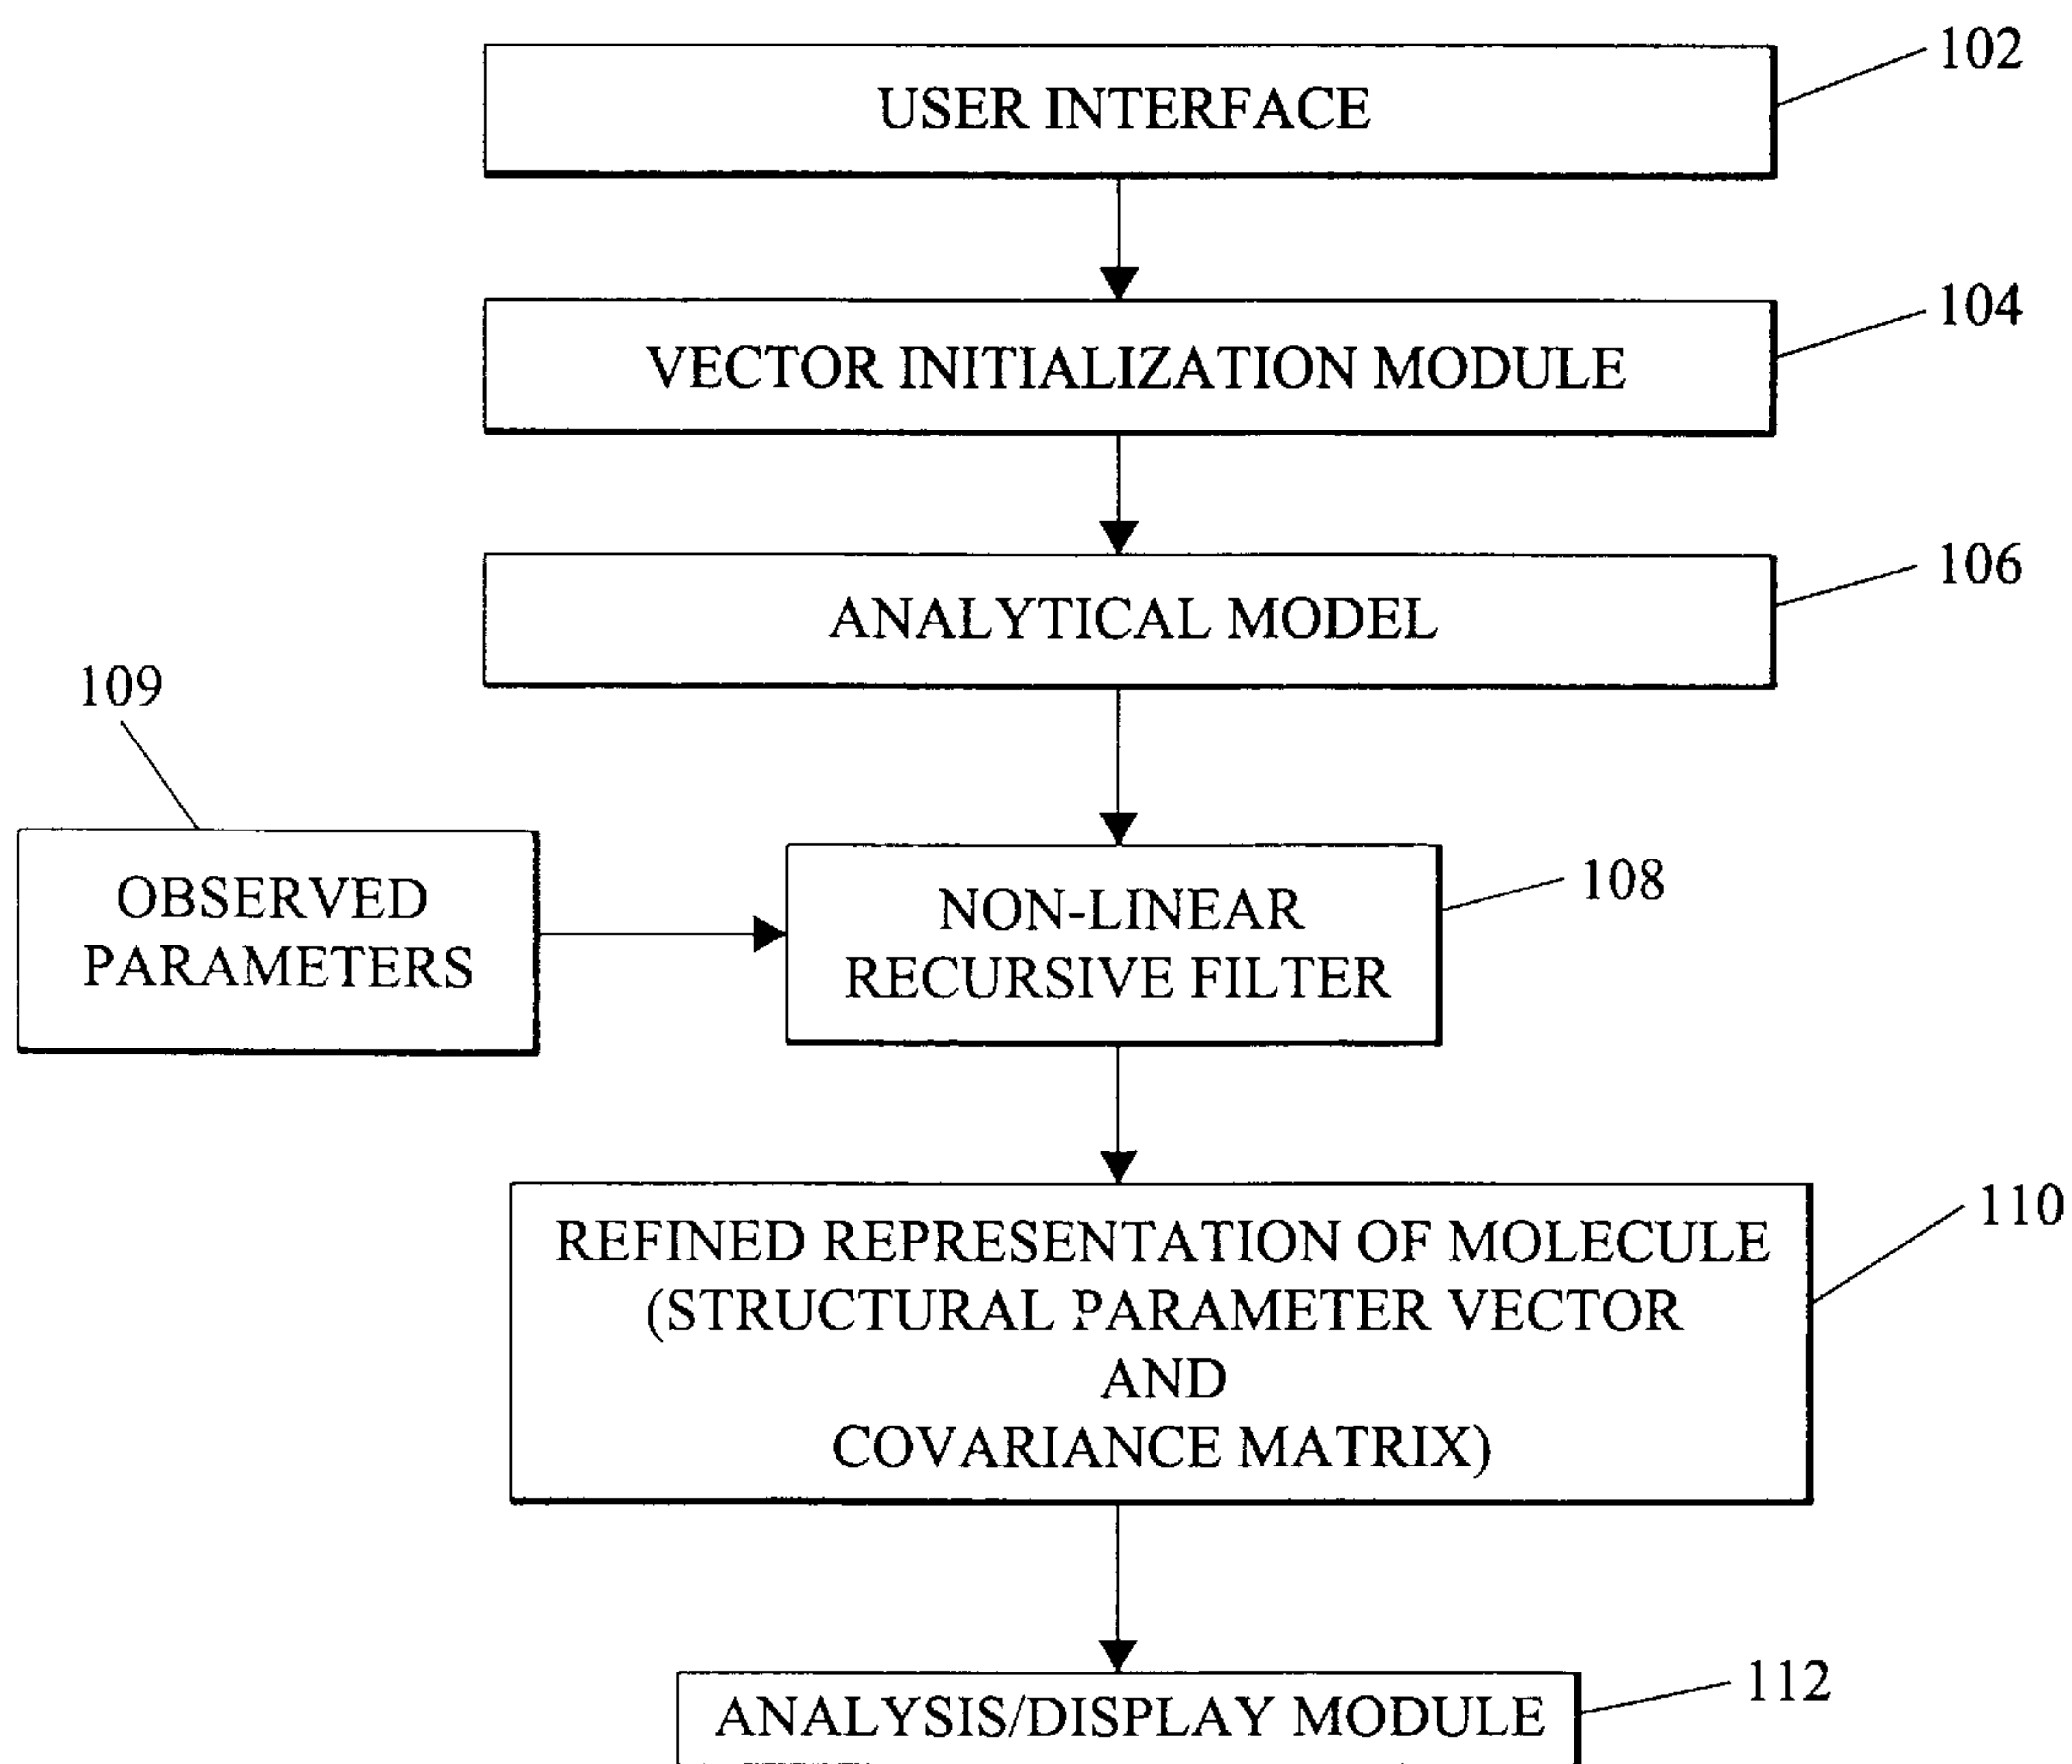 102
USER INTERFACE
104
VECTOR INITIALIZATION MODULE
106
ANALYTICAL MODEL
109
OBSERVED
PARAMETERS
108
NON-LINEAR
RECURSIVE FILTER
110
REFINED REPRESENTATION OF MOLECULE
(STRUCTURAL PARAMETER VECTOR
AND
COVARIANCE MATRIX)
112
ANALYSIS/DISPLAY MODULE